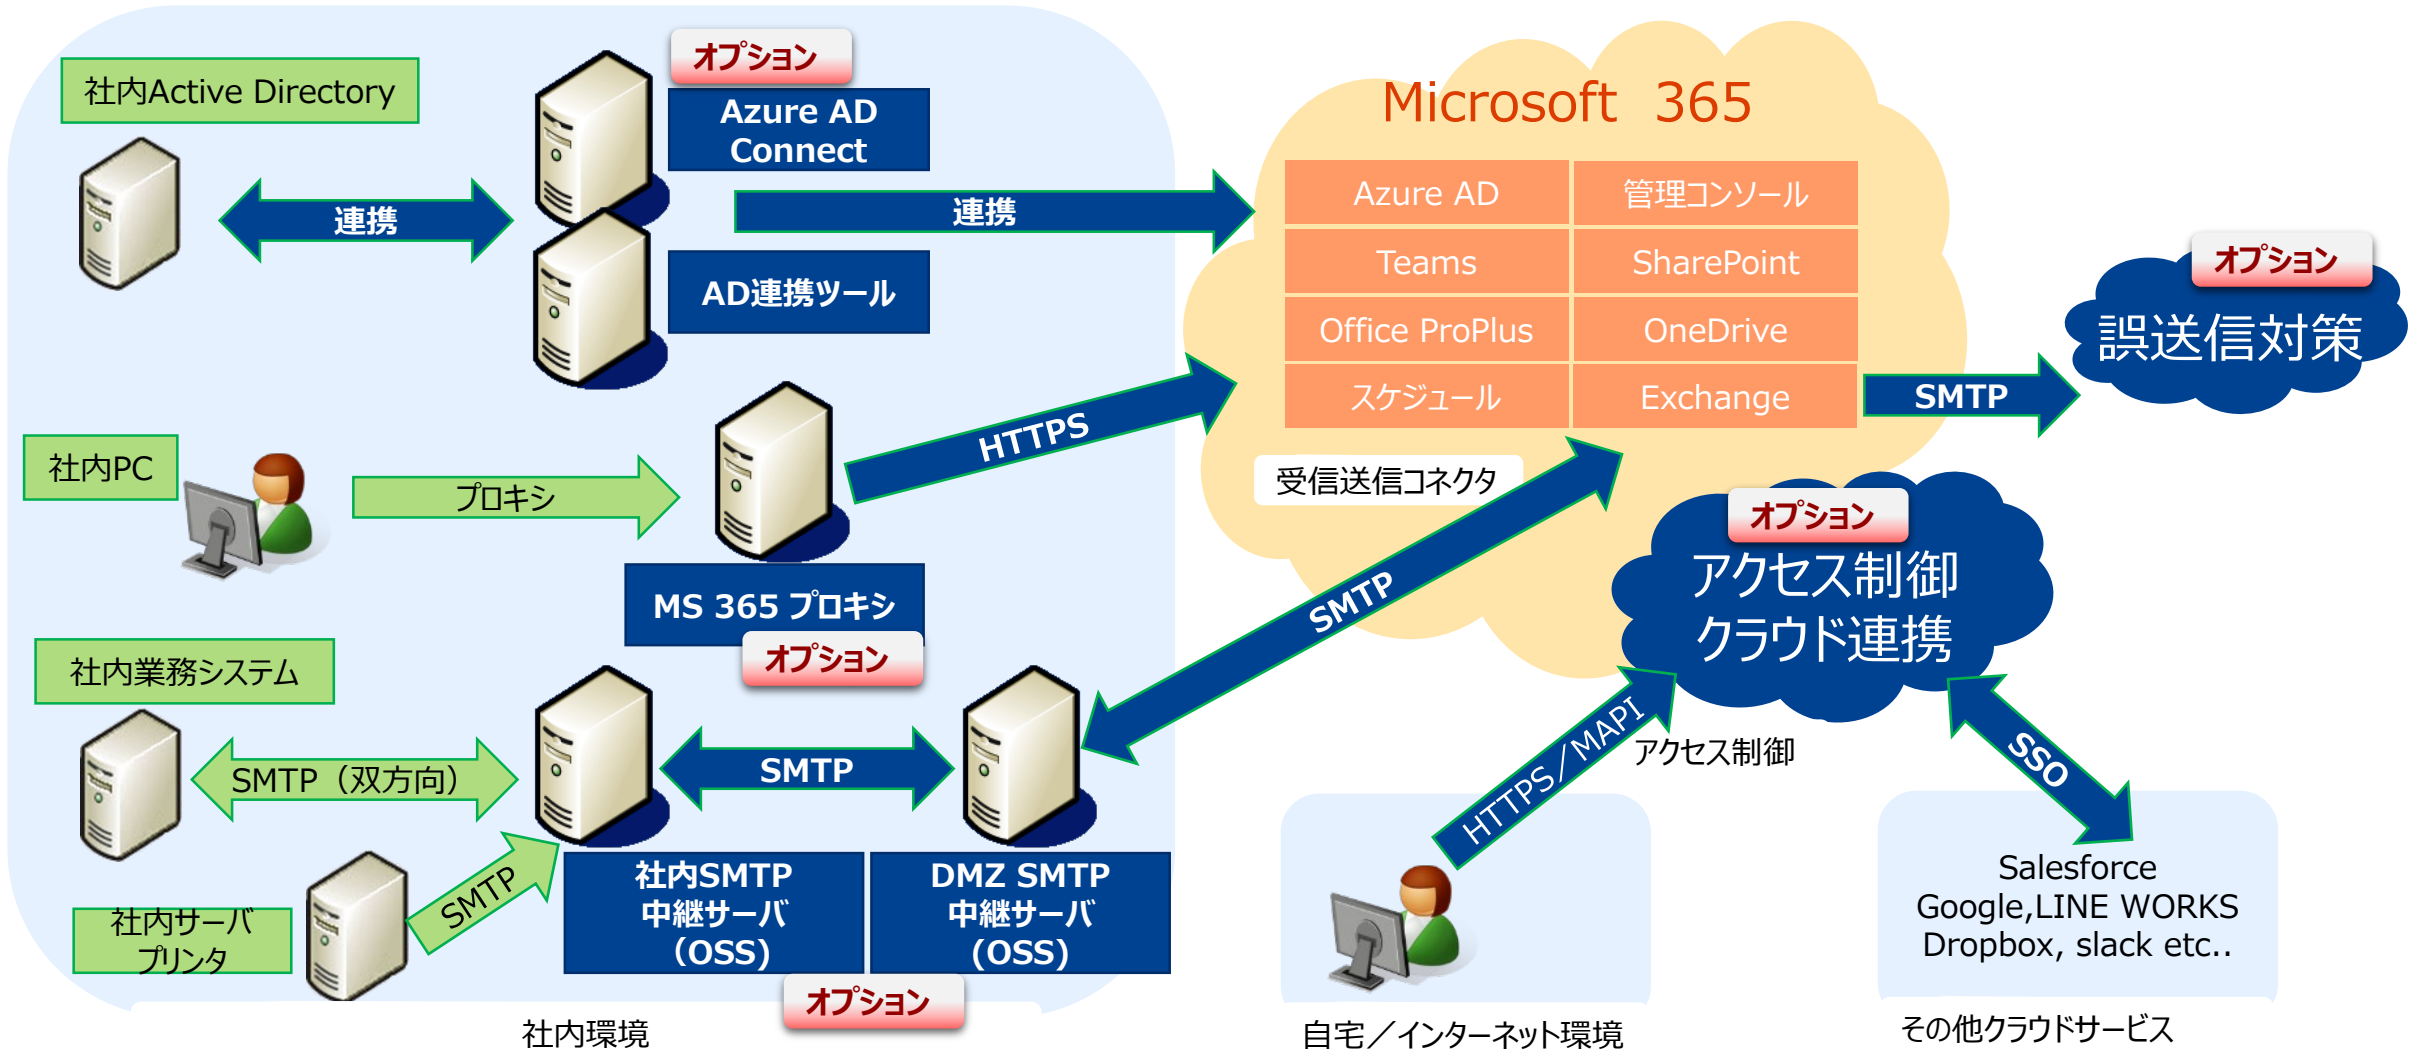 オプション
社内Active Directory
Azure AD
Connect
連携
連携
AD連携ツール
Microsoft 365
Azure AD
管理コンソール
Teams
SharePoint
Office ProPlus
OneDrive
スケジュール
Exchange
オプション
誤送信対策
SMTP
社内PC
プロキシ
HTTPS
MS 365 プロキシ
オプション
受信送信コネクタ
SMTP
オプション
アクセス制御
クラウド連携
社内業務システム
SMTP（双方向）
SMTP
SMTP
社内サーバ
プリンタ
社内SMTP
中継サーバ
（OSS)
DMZ SMTP
中継サーバ
(OSS)
オプション
社内環境
HTTPS／MAPI
アクセス制御
SSO
自宅／インターネット環境
Salesforce
Google,LINE WORKS
Dropbox, slack etc..
その他クラウドサービス